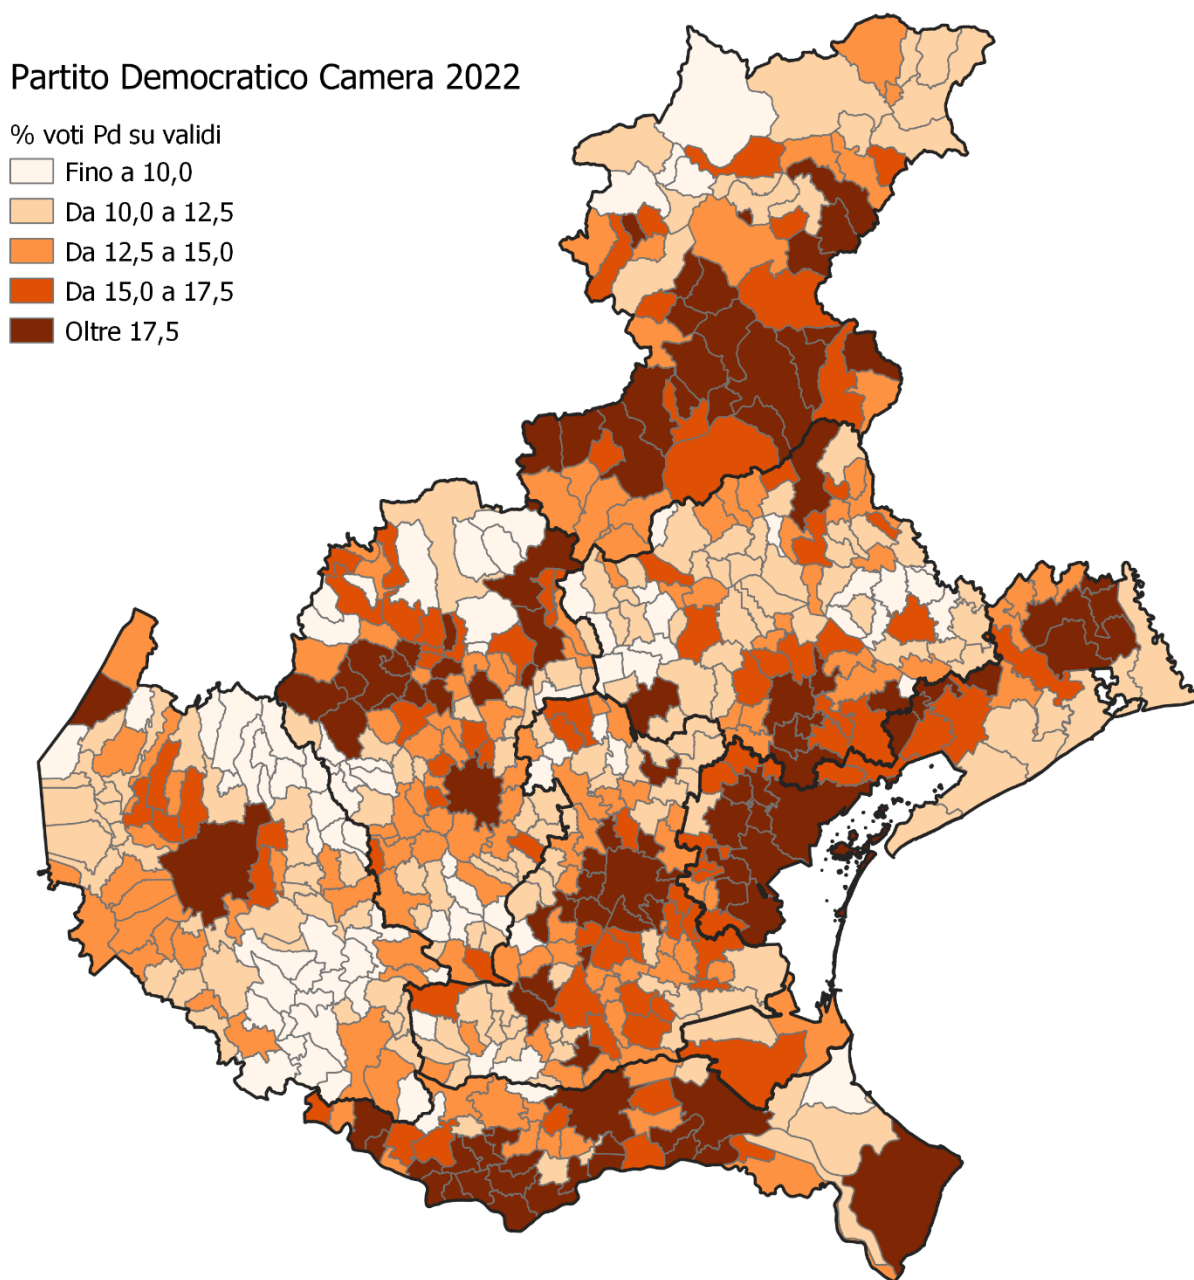 Partito Democratico Camera 2022
% voti Pd su validi
Fino a 10,0
Da 10,0 a 12,5
Da 12,5 a 15,0
Da 15,0 a 17,5
Oltre 17,5